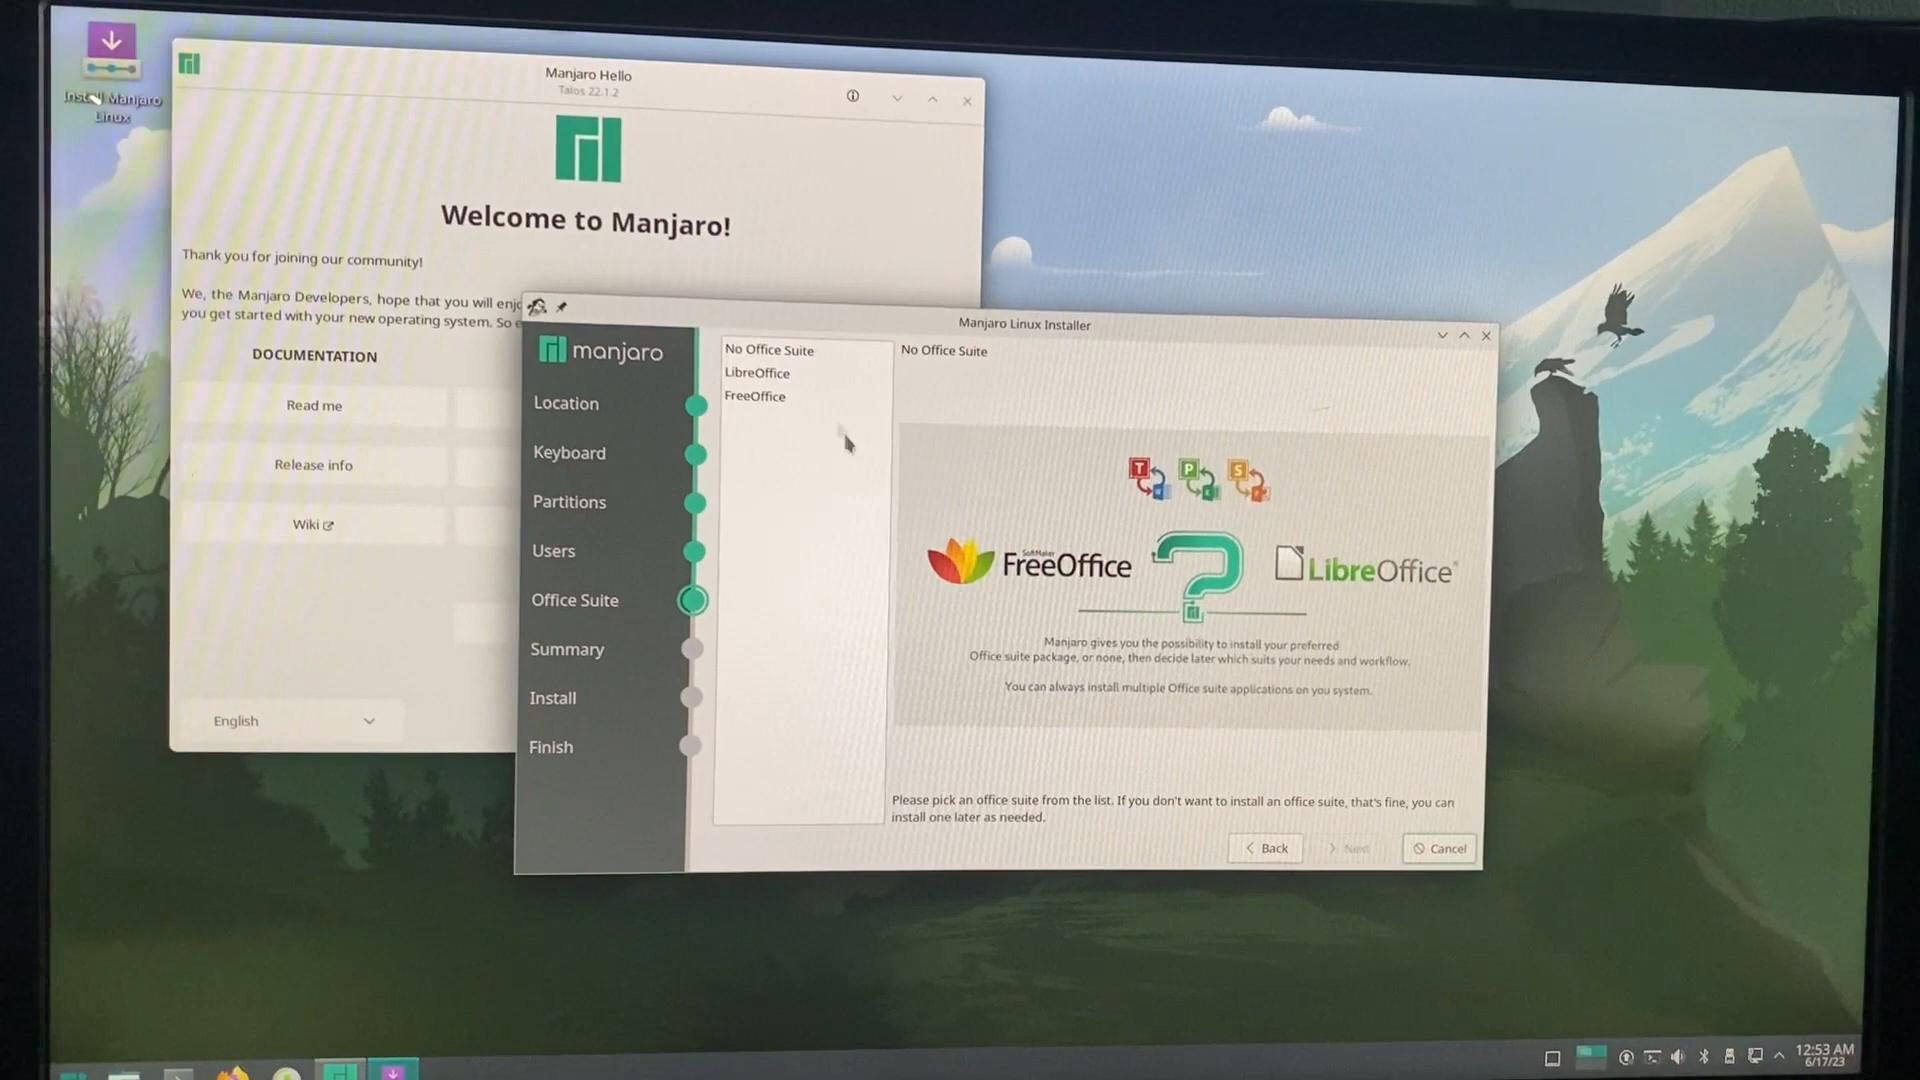 Install Manjaro
Linux
Manjaro Hello
Talos 22.1.2
Welcome to Manjaro!
Thank you for joining our community!
We, the Manjaro Developers, hope that you will enjo
you get started with your new operating system. So e
DOCUMENTATION
Read me
Release info
Wiki
English
Manjaro Linux Installer
manjaro
Location
Keyboard
Partitions
Users
Office Suite
Summary
Install
Finish
No Office Suite
LibreOffice
FreeOffice
No Office Suite
T P S
SoftMaker
FreeOffice
?
LibreOffice
Manjaro gives you the possibility to install your preferred
Office suite package, or none, then decide later which suits your needs and workflow.
You can always install multiple Office suite applications on you system.
Please pick an office suite from the list. If you don't want to install an office suite, that's fine, you can
install one later as needed.
Back
Next
Cancel
12:53 AM
6/17/23